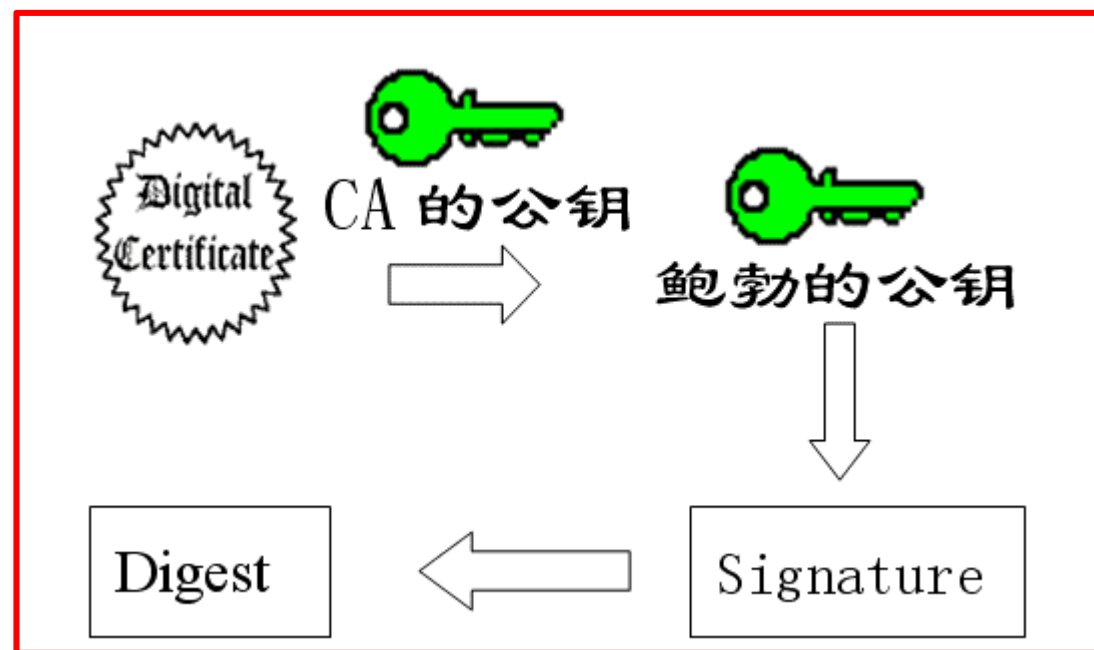 Digital
Certificate
CA 的公钥
鲍勃的公钥
Signature
Digest